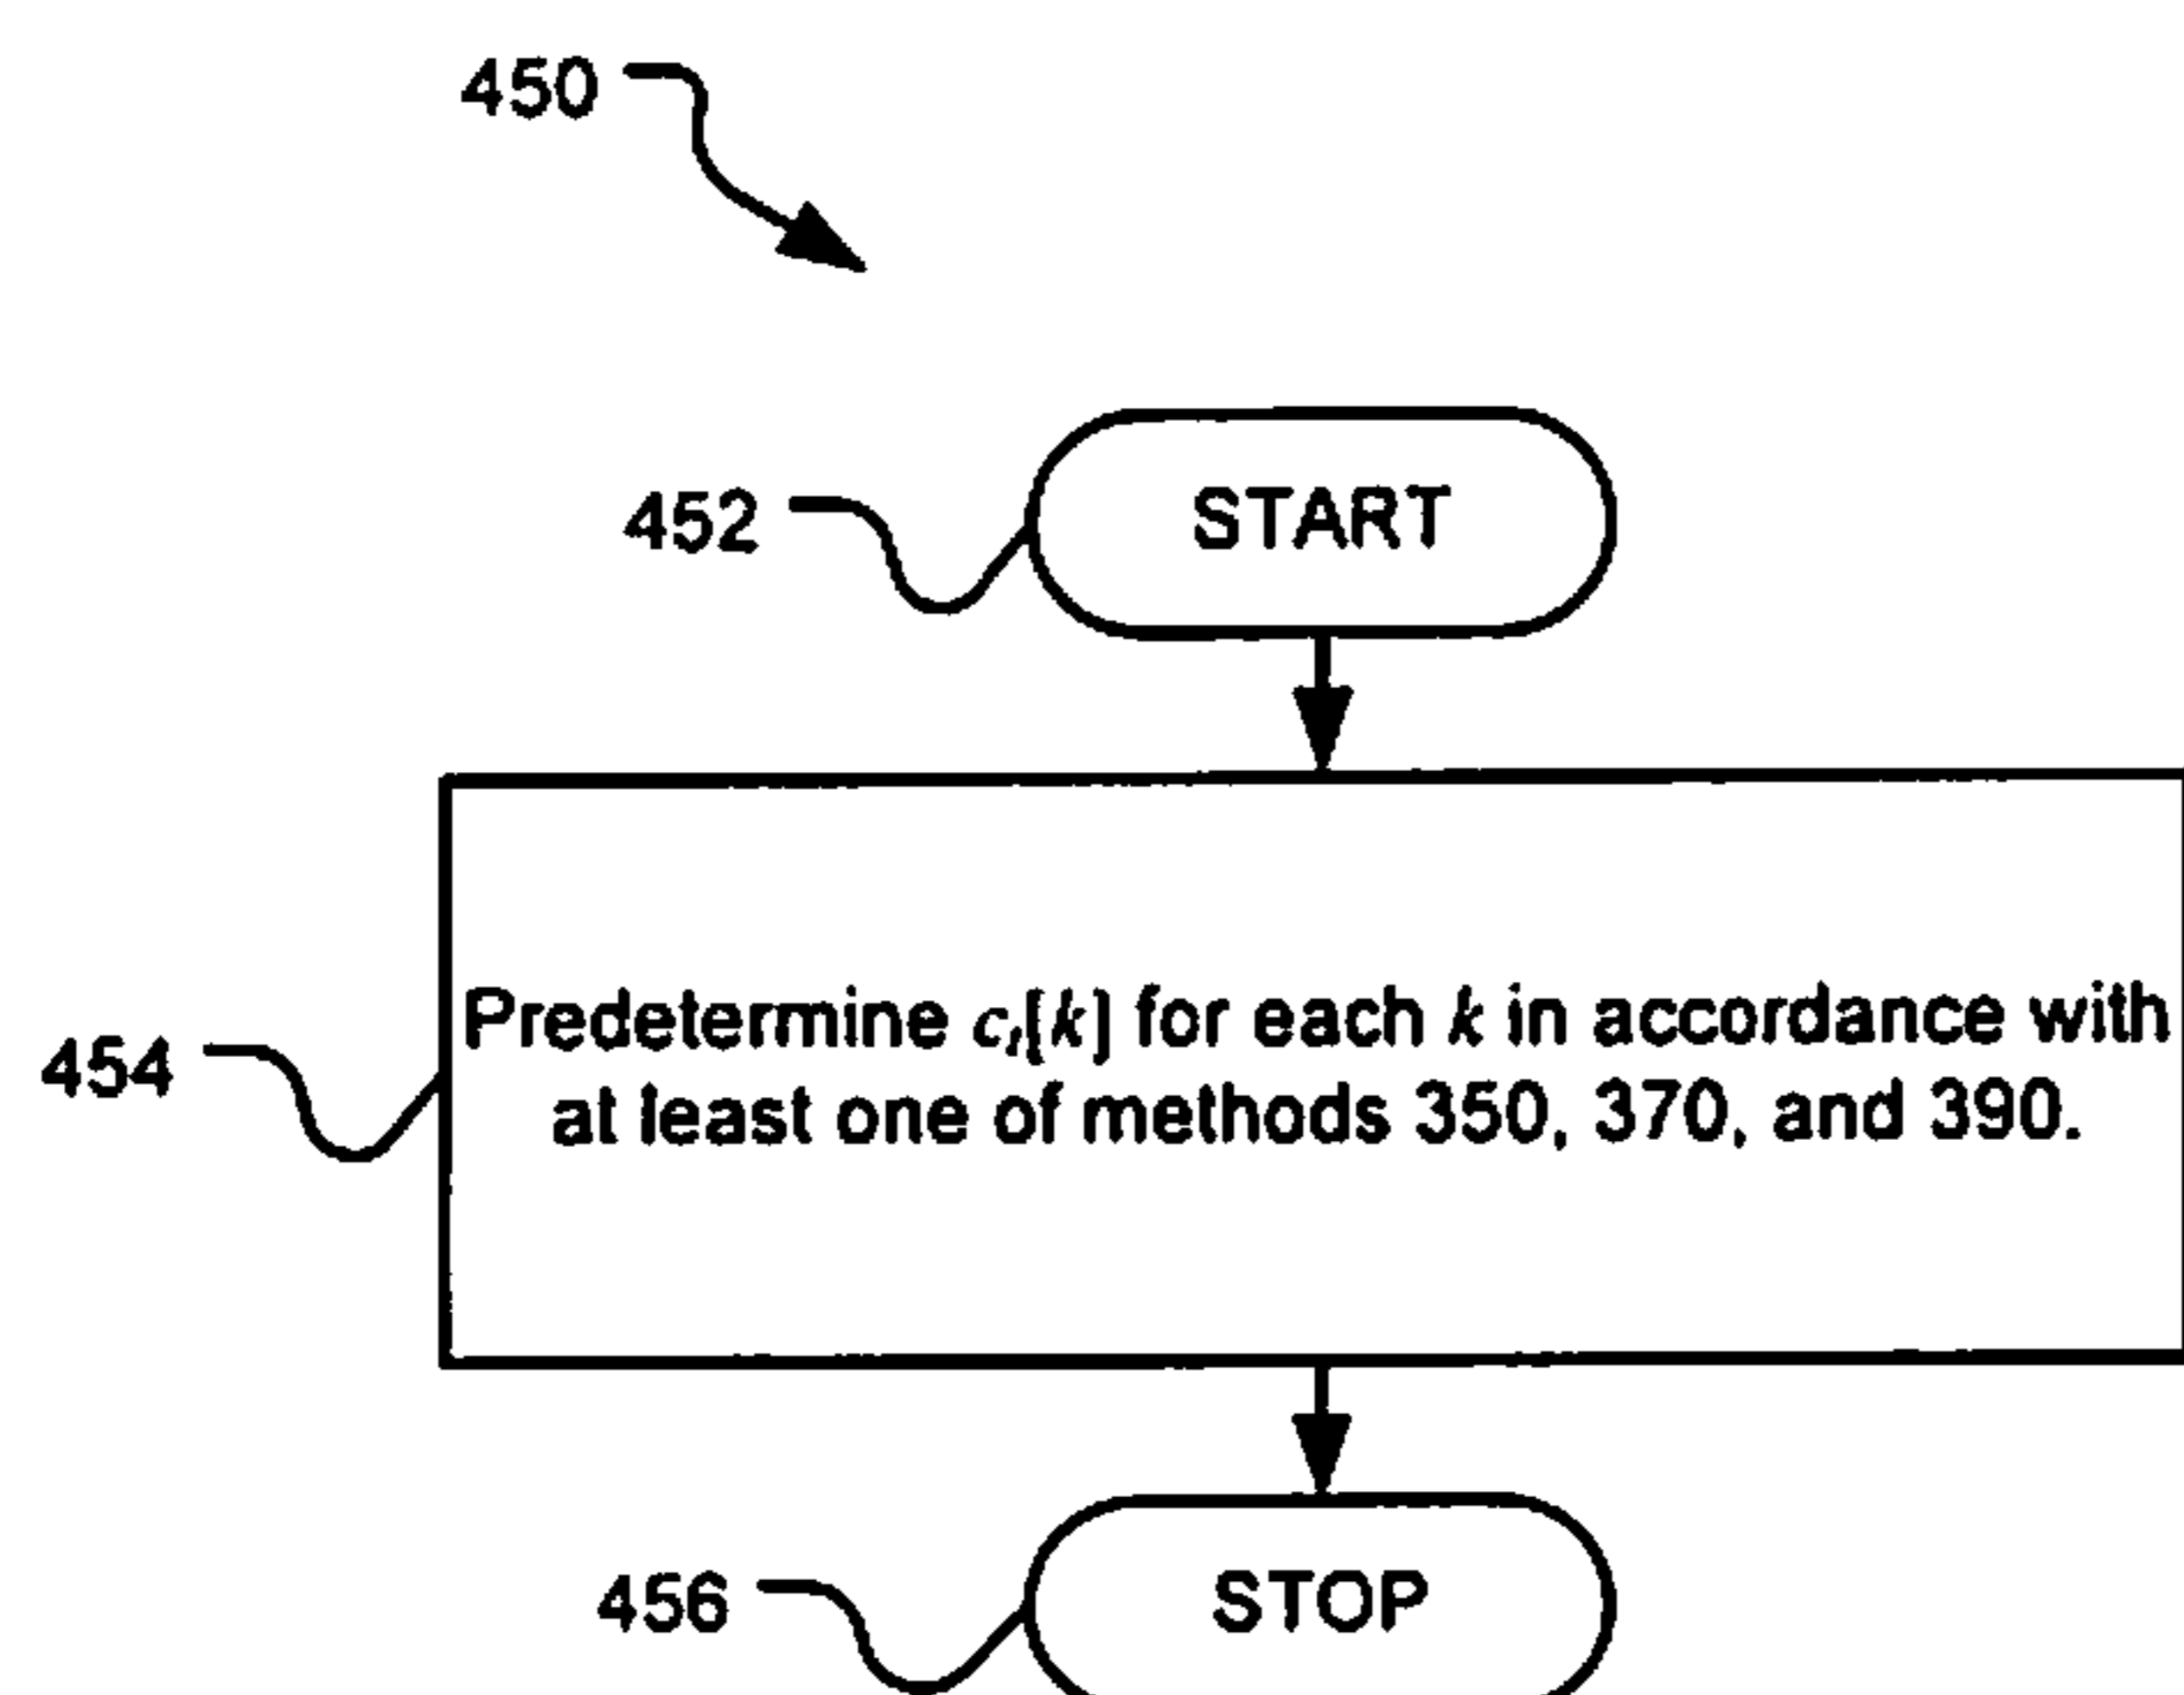 450
452
START
454
Predetermine cᵢ[k] for each k in accordance with
at least one of methods 350, 370, and 390.
456
STOP